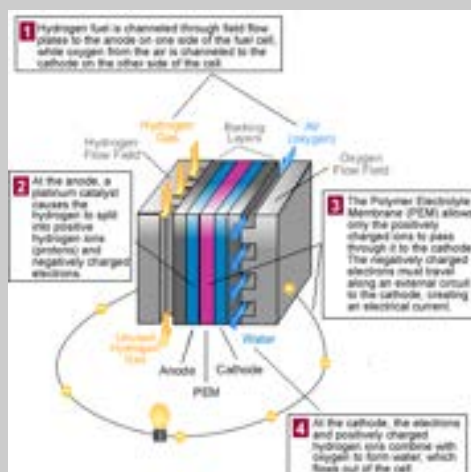 1 Hydrogen fuel is channeled through field flow
plates to the anode on one side of the fuel cell,
while oxygen from the air is channeled to the
cathode on the other side of the cell.
Hydrogen
Gas
Backing
Layers
Air
(oxygen)
Hydrogen
Flow Field
Oxygen
Flow Field
2 At the anode, a
platinum catalyst
causes the
hydrogen to split
into positive
hydrogen ions
(protons) and
negatively charged
electrons.
3 The Polymer Electrolyte
Membrane (PEM) allows
only the positively
charged ions to pass
through it to the cathode.
The negatively charged
electrons must travel
along an external circuit
to the cathode, creating
an electrical current.
Unused
Hydrogen
Gas
Water
Anode
Cathode
PEM
4 At the cathode, the electrons
and positively charged
hydrogen ions combine with
oxygen to form water, which
flows out of the cell.